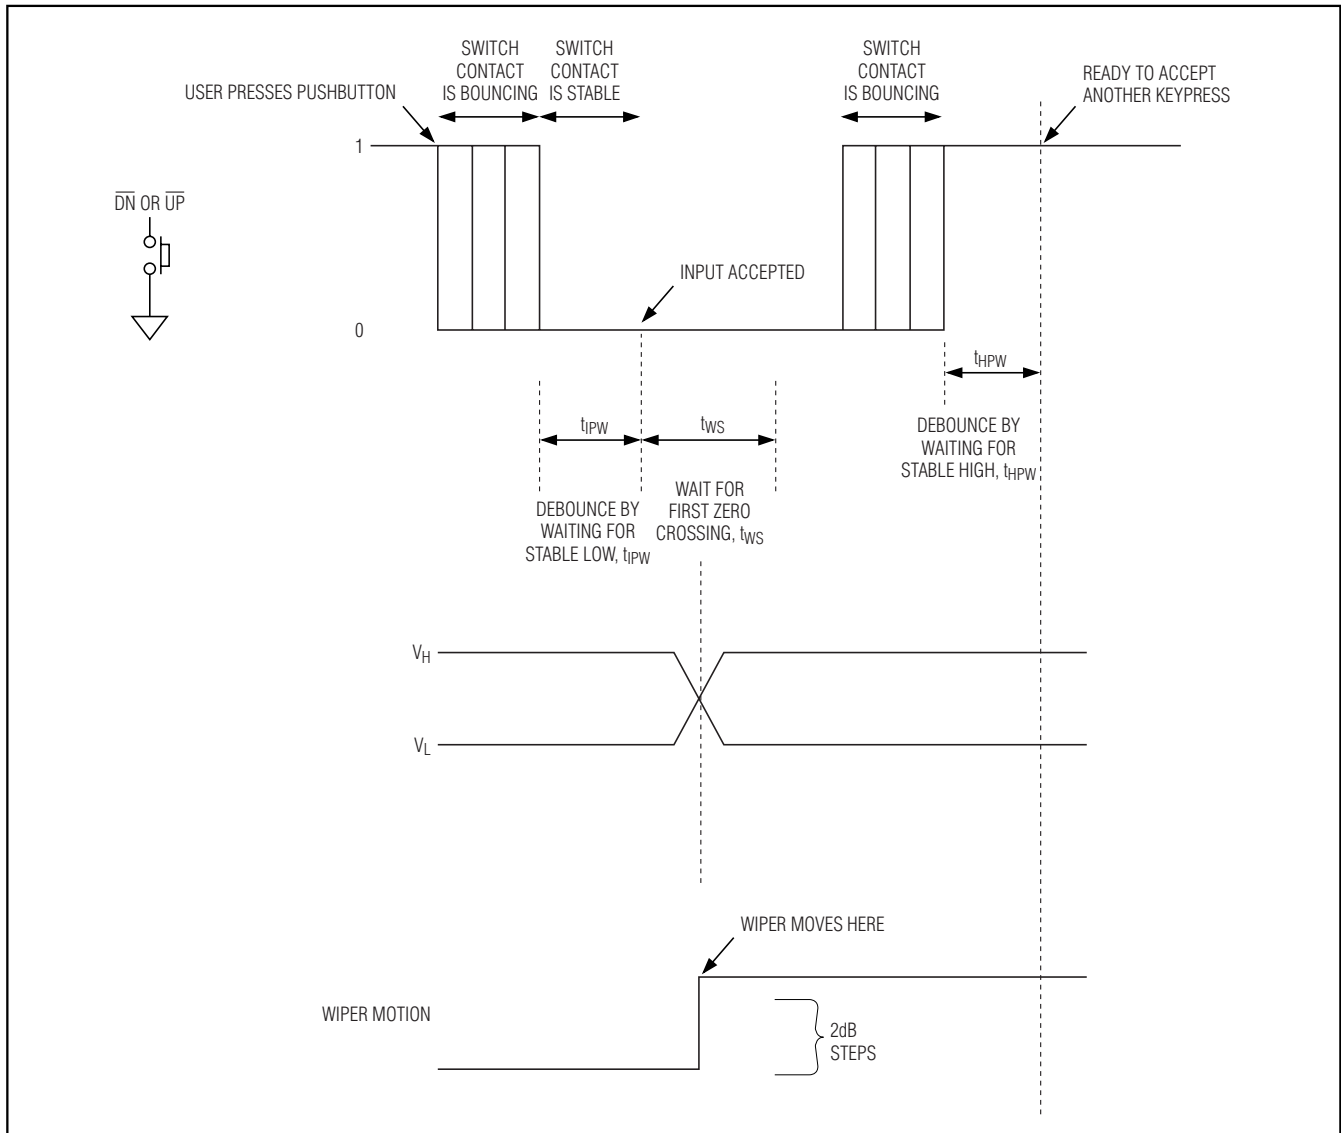 SWITCH
CONTACT
IS BOUNCING
SWITCH
CONTACT
IS STABLE
SWITCH
CONTACT
IS BOUNCING
USER PRESSES PUSHBUTTON
READY TO ACCEPT
ANOTHER KEYPRESS
1
D̅N̅ OR U̅P̅
INPUT ACCEPTED
0
tHPW
tIPW
tWS
DEBOUNCE BY
WAITING FOR
STABLE HIGH, tHPW
DEBOUNCE BY
WAITING FOR
STABLE LOW, tIPW
WAIT FOR
FIRST ZERO
CROSSING, tWS
VH
VL
WIPER MOVES HERE
WIPER MOTION
2dB
STEPS